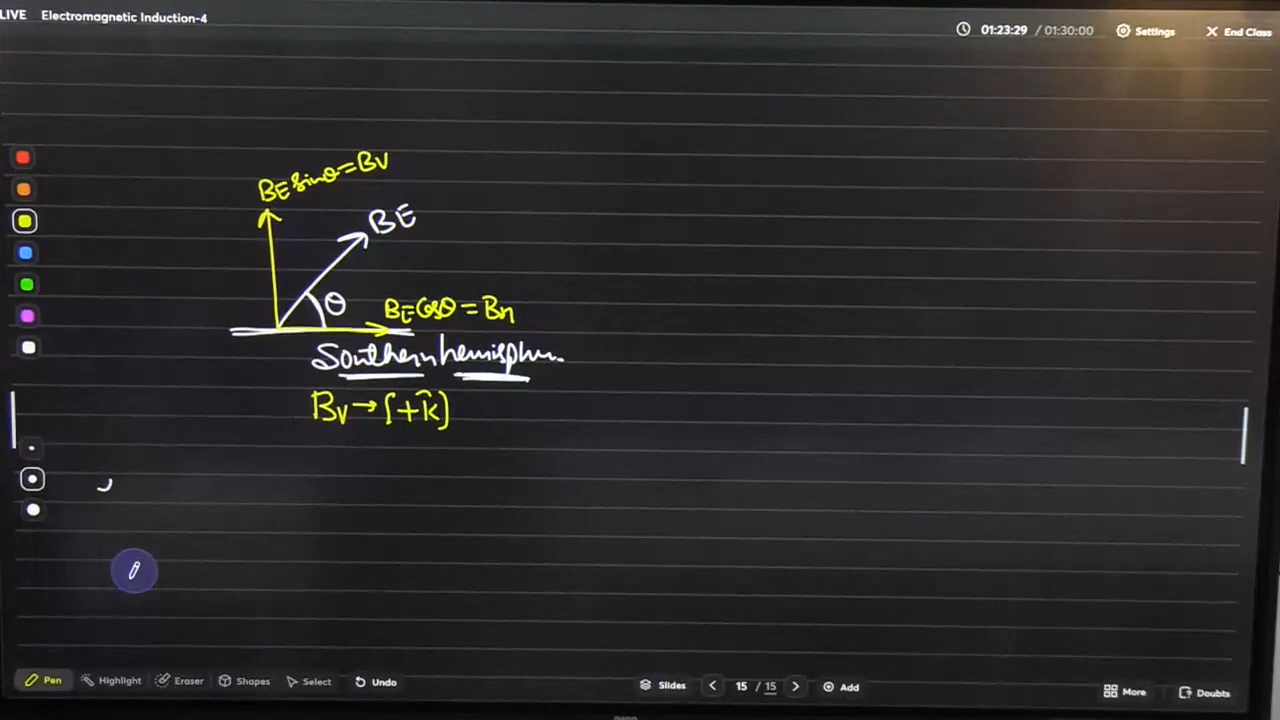 LIVE Electromagnetic Induction-4
01:23:29 / 01:30:00 Settings End Class
BE sinθ = BV
BE
θ
BE Cosθ = BH
Southern hemispher.
BV → [+k̂]
Pen Highlight Eraser Shapes Select Undo
Slides 15 / 15 Add
More Doubts